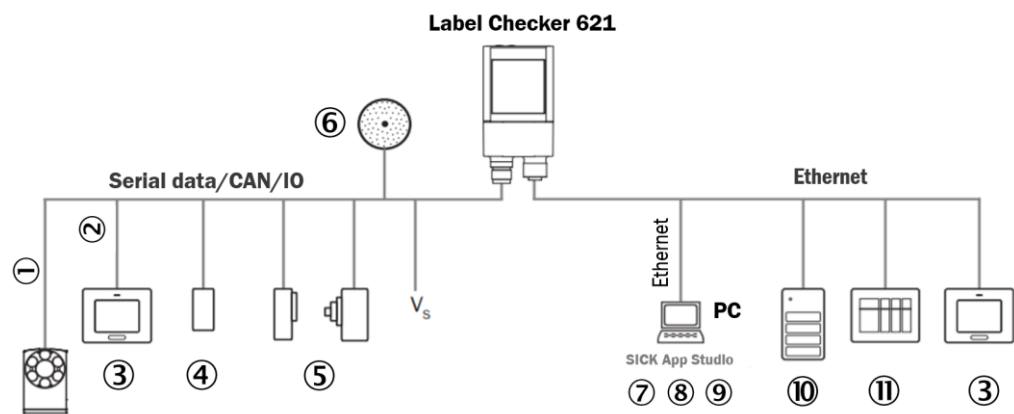 Label Checker 621
⑥
Serial data/CAN/IO
Ethernet
①
②
Ethernet
Vs
PC
SICK App Studio
③
④
⑤
⑦ ⑧ ⑨
⑩
⑪
③